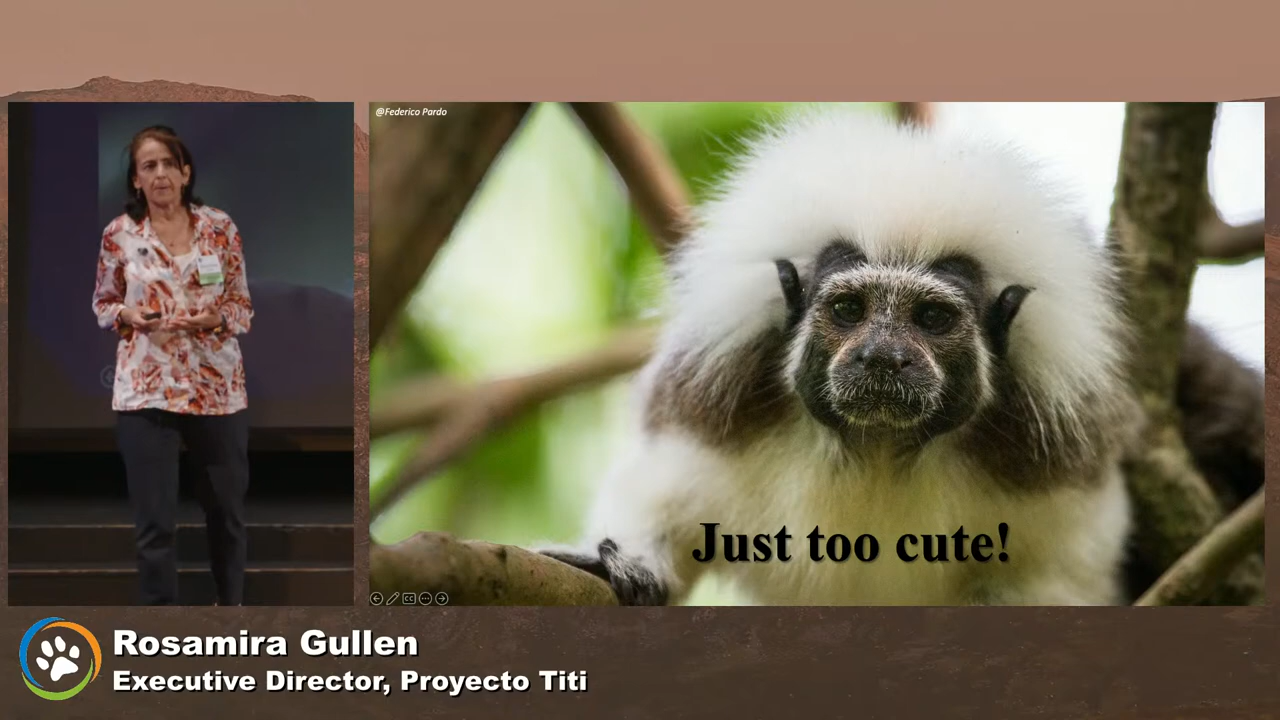 @Federico Pardo
Just too cute!
Rosamira Gullen
Executive Director, Proyecto Titi